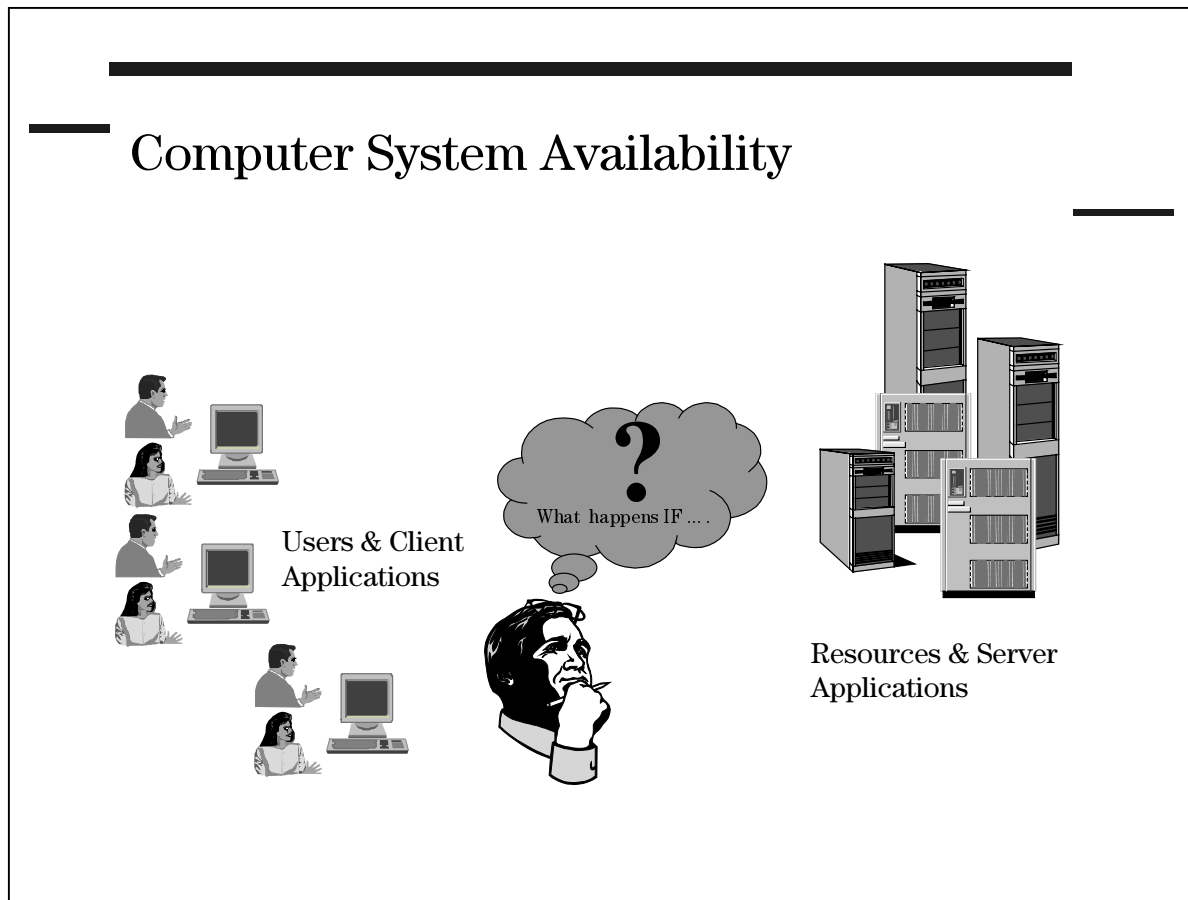 Computer System Availability
?
What happens IF ....
Users & Client
Applications
Resources & Server
Applications